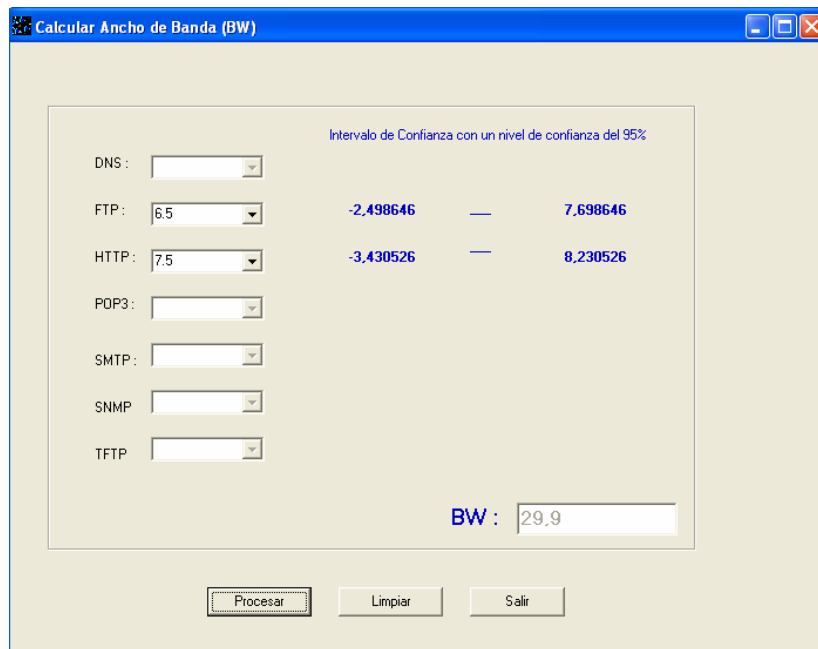 Calcular Ancho de Banda (BW)
Intervalo de Confianza con un nivel de confianza del 95%
DNS :
FTP : 6.5 -2,498646 — 7,698646
HTTP : 7.5 -3,430526 — 8,230526
POP3 :
SMTP :
SNMP
TFTP
BW : 29,9
Procesar Limpiar Salir